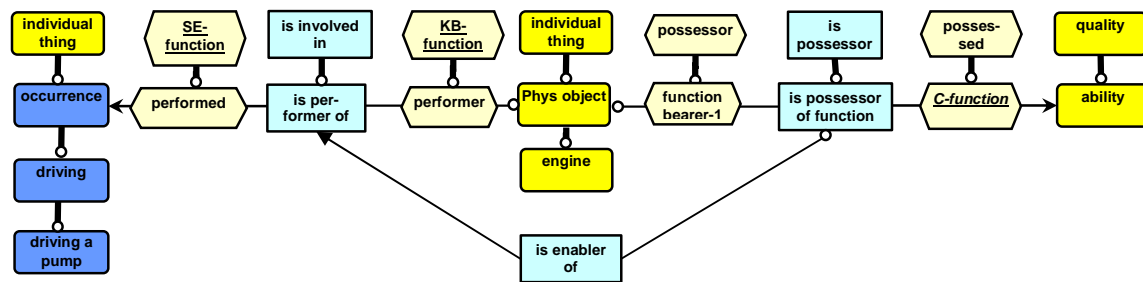 individual
thing
SE-
function
is involved
in
KB-
function
individual
thing
possessor
is
possessor
posses-
sed
quality
occurrence
performed
is per-
former of
performer
Phys object
function
bearer-1
is possessor
of function
C-function
ability
driving
engine
driving a
pump
is enabler
of